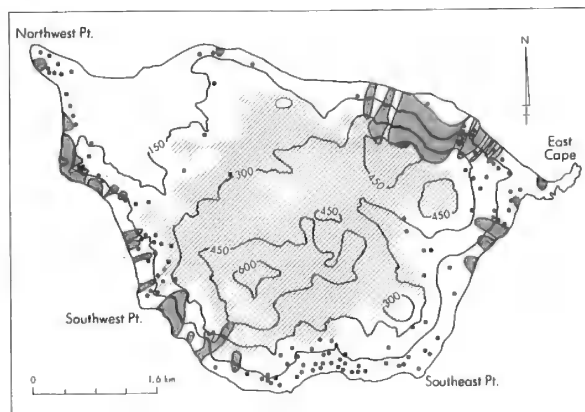 Northwest Pt.
N
East
Cape
150
300
450
450
450
600
300
Southwest Pt.
Southeast Pt.
0 1.6 km